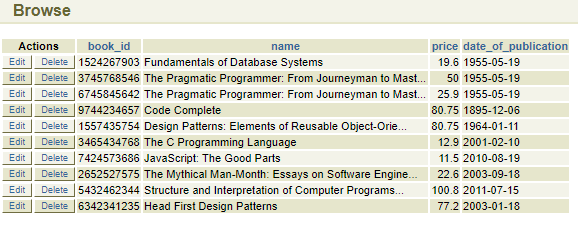 Browse
Actions book_id name price date_of_publication
Edit Delete 1524267903 Fundamentals of Database Systems 19.6 1955-05-19
Edit Delete 3745768546 The Pragmatic Programmer: From Journeyman to Mast... 50 1955-05-19
Edit Delete 6745845642 The Pragmatic Programmer: From Journeyman to Mast... 25.9 1955-05-19
Edit Delete 9744234657 Code Complete 80.75 1895-12-06
Edit Delete 1557435754 Design Patterns: Elements of Reusable Object-Orie... 80.75 1964-01-11
Edit Delete 3465434768 The C Programming Language 12.9 2001-02-10
Edit Delete 7424573686 JavaScript: The Good Parts 11.5 2010-08-19
Edit Delete 2652527575 The Mythical Man-Month: Essays on Software Engine... 22.6 2003-09-18
Edit Delete 5432462344 Structure and Interpretation of Computer Programs... 100.8 2011-07-15
Edit Delete 6342341235 Head First Design Patterns 77.2 2003-01-18